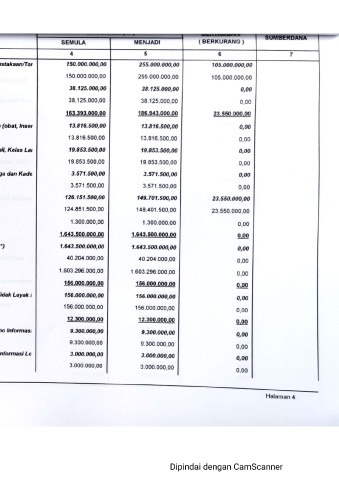 SEMULA MENJADI ( BERKURANG ) SUMBERDANA
4 5 6 7
150.000.000,00 255.000.000,00 105.000.000,00
150.000.000,00 255.000.000,00 105.000.000,00
38.125.000,00 38.125.000,00 0,00
38.125.000,00 38.125.000,00 0,00
163.393.000,00 186.943.000,00 23.550.000,00
(obat, 13.816.500,00 13.816.500,00 0,00
13.816.500,00 13.816.500,00 0,00
Kelas 19.853.500,00 19.853.500,00 0,00
19.853.500,00 19.853.500,00 0,00
dan Kade 3.571.500,00 3.571.500,00 0,00
3.571.500,00 3.571.500,00 0,00
126.151.500,00 149.701.500,00 23.550.000,00
124.851.500,00 148.401.500,00 23.550.000,00
1.300.000,00 1.300.000,00 0,00
1.643.500.000,00 1.643.500.000,00 0,00
1.643.500.000,00 1.643.500.000,00 0,00
40.204.000,00 40.204.000,00 0,00
1.603.296.000,00 1.603.296.000,00 0,00
156.000.000,00 156.000.000,00 0,00
Layak 156.000.000,00 156.000.000,00 0,00
156.000.000,00 156.000.000,00 0,00
12.300.000,00 12.300.000,00 0,00
9.300.000,00 9.300.000,00 0,00
9.300.000,00 9.300.000,00 0,00
3.000.000,00 3.000.000,00 0,00
3.000.000,00 3.000.000,00 0,00
Halaman 4
Dipindai dengan CamScanner